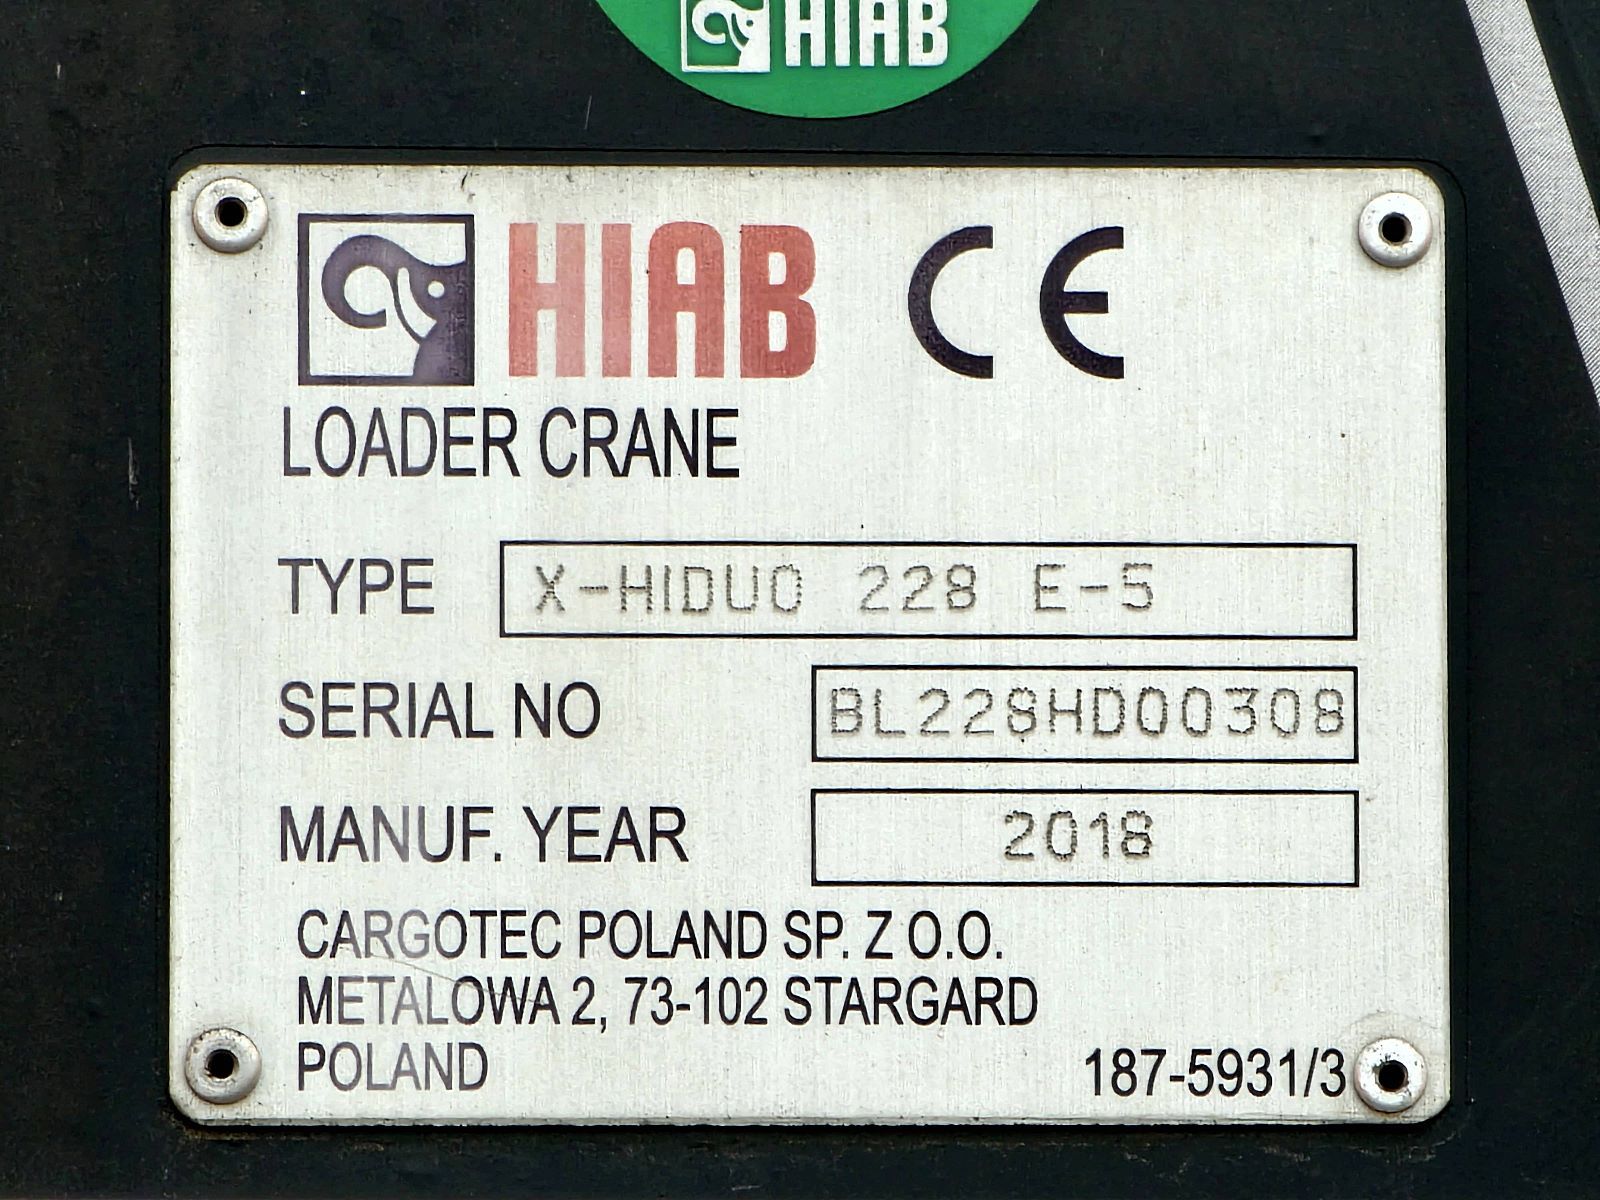 HIAB
HIAB CE
LOADER CRANE
TYPE X-HIDUO 228 E-5
SERIAL NO BL228HD00308
MANUF. YEAR 2018
CARGOTEC POLAND SP. Z O.O.
METALOWA 2, 73-102 STARGARD
POLAND 187-5931/3